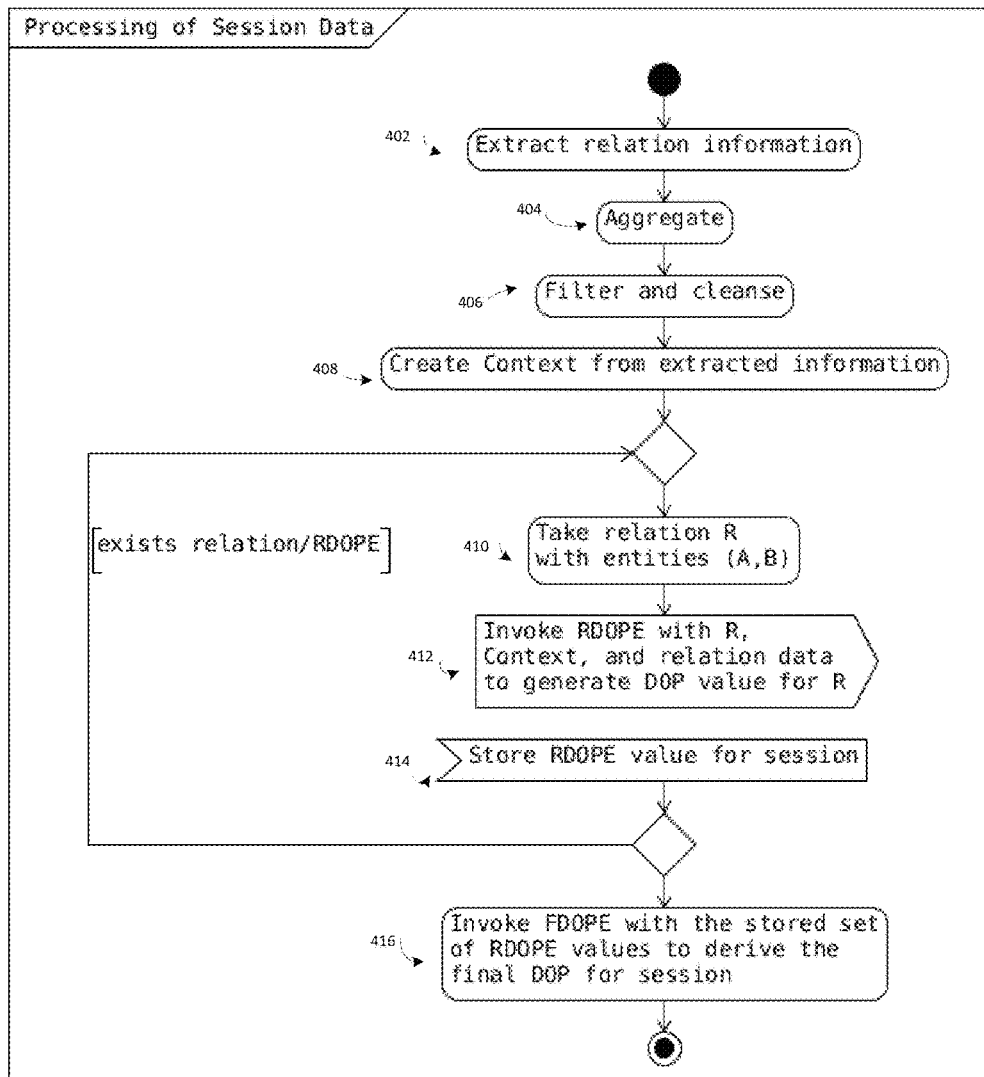 Processing of Session Data
402
Extract relation information
404
Aggregate
406
Filter and cleanse
408
Create Context from extracted information
[exists relation/RDOPE]
410
Take relation R
with entities (A,B)
412
Invoke RDOPE with R,
Context, and relation data
to generate DOP value for R
414
Store RDOPE value for session
416
Invoke FDOPE with the stored set
of RDOPE values to derive the
final DOP for session